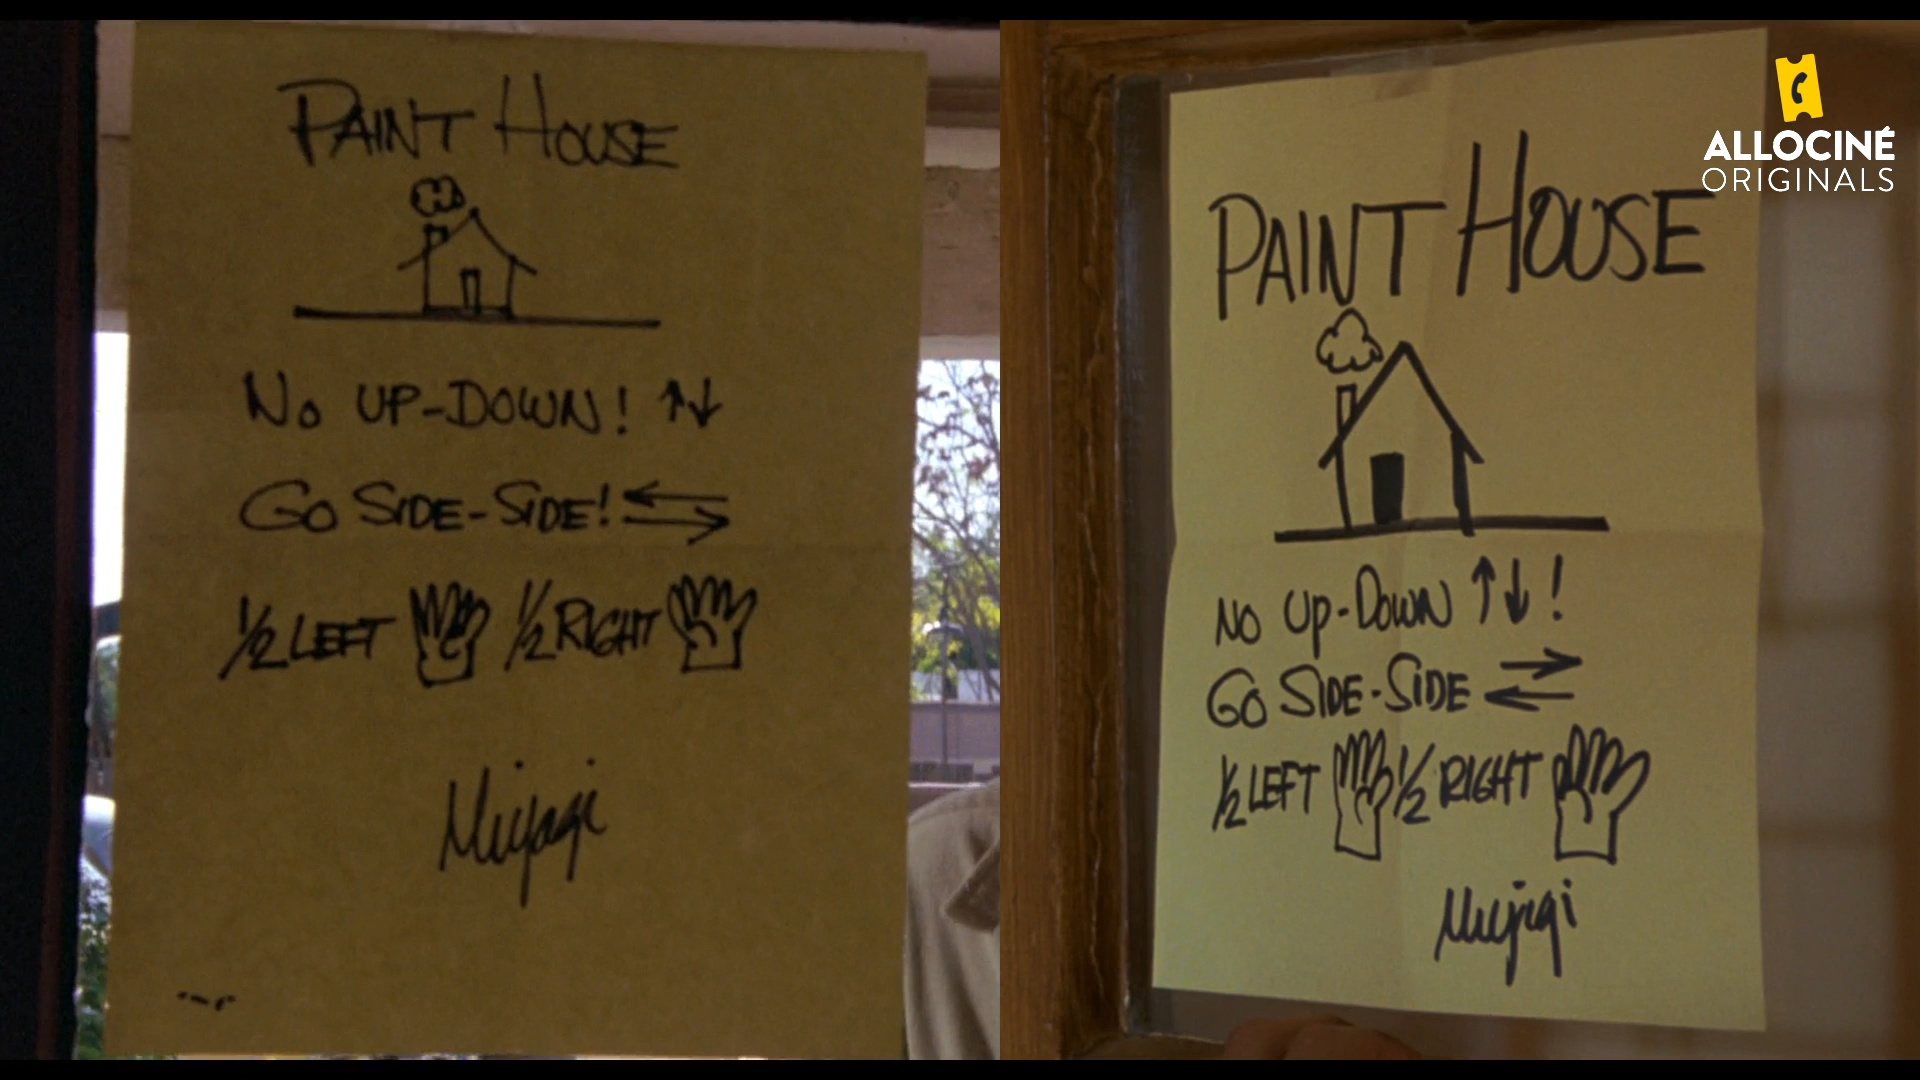 PAINT HOUSE
No UP-DOWN! ↑↓
GO SIDE-SIDE! ←→
1/2 LEFT 1/2 RIGHT
Miyagi
PAINT HOUSE
No Up-Down ↑↓!
GO SIDE-SIDE →←
1/2 LEFT 1/2 RIGHT
Miyagi
ALLOCINÉ
ORIGINALS